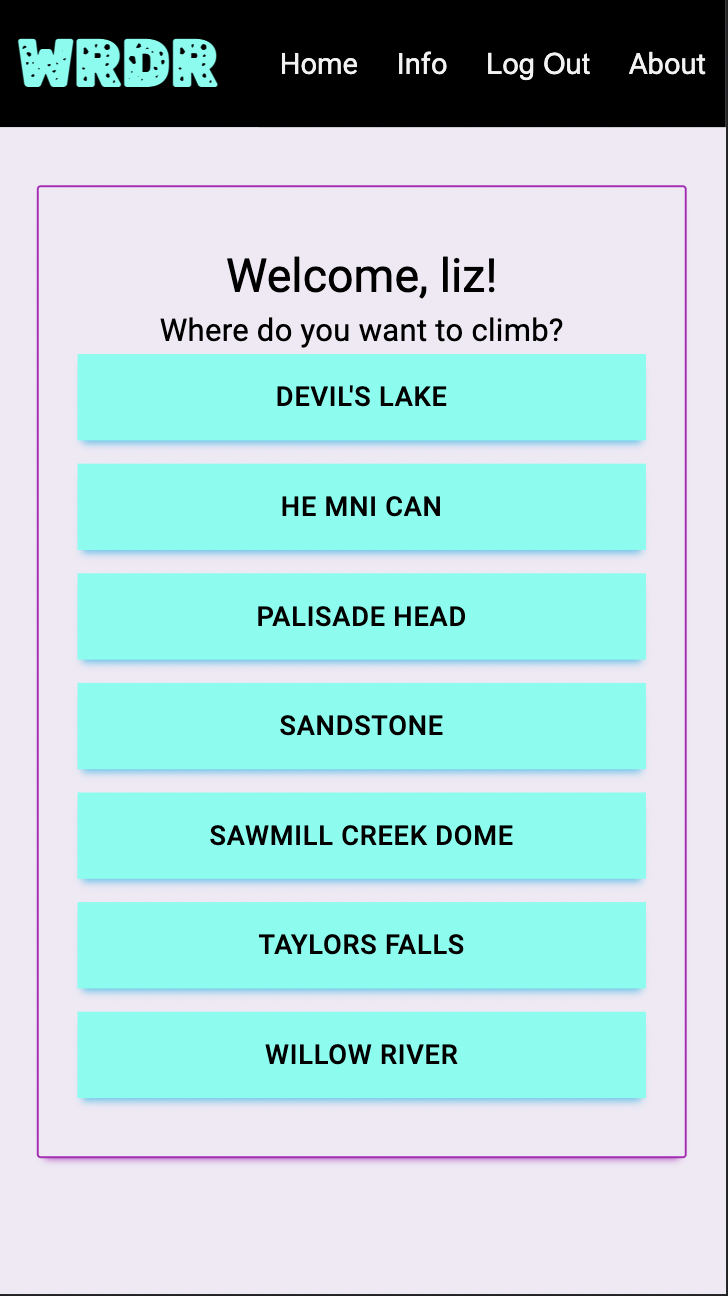 WRDR
Home Info Log Out About
Welcome, liz!
Where do you want to climb?
DEVIL'S LAKE
HE MNI CAN
PALISADE HEAD
SANDSTONE
SAWMILL CREEK DOME
TAYLORS FALLS
WILLOW RIVER